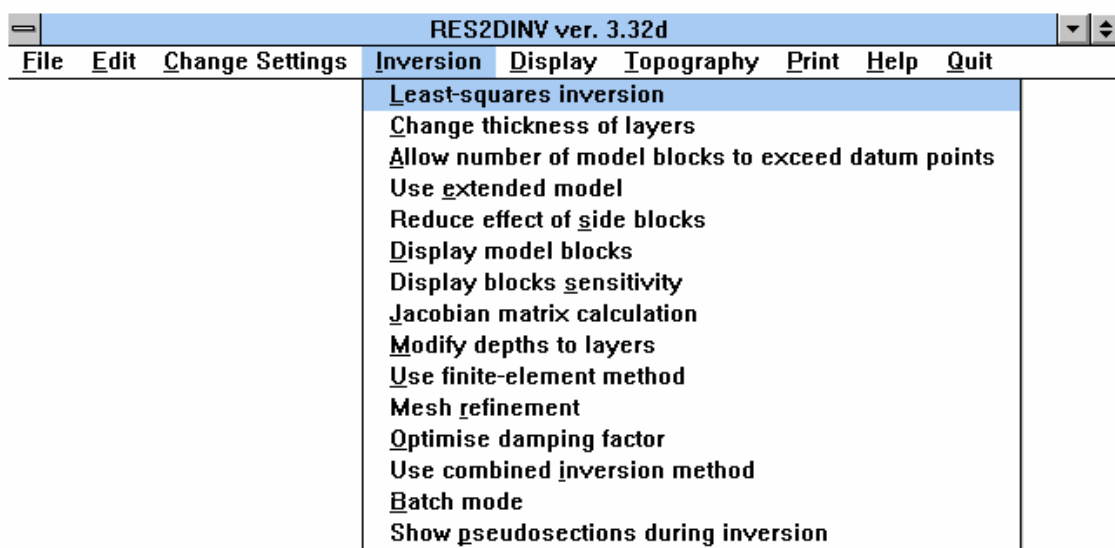 RES2DINV ver. 3.32d
File Edit Change Settings Inversion Display Topography Print Help Quit
Least-squares inversion
Change thickness of layers
Allow number of model blocks to exceed datum points
Use extended model
Reduce effect of side blocks
Display model blocks
Display blocks sensitivity
Jacobian matrix calculation
Modify depths to layers
Use finite-element method
Mesh refinement
Optimise damping factor
Use combined inversion method
Batch mode
Show pseudosections during inversion